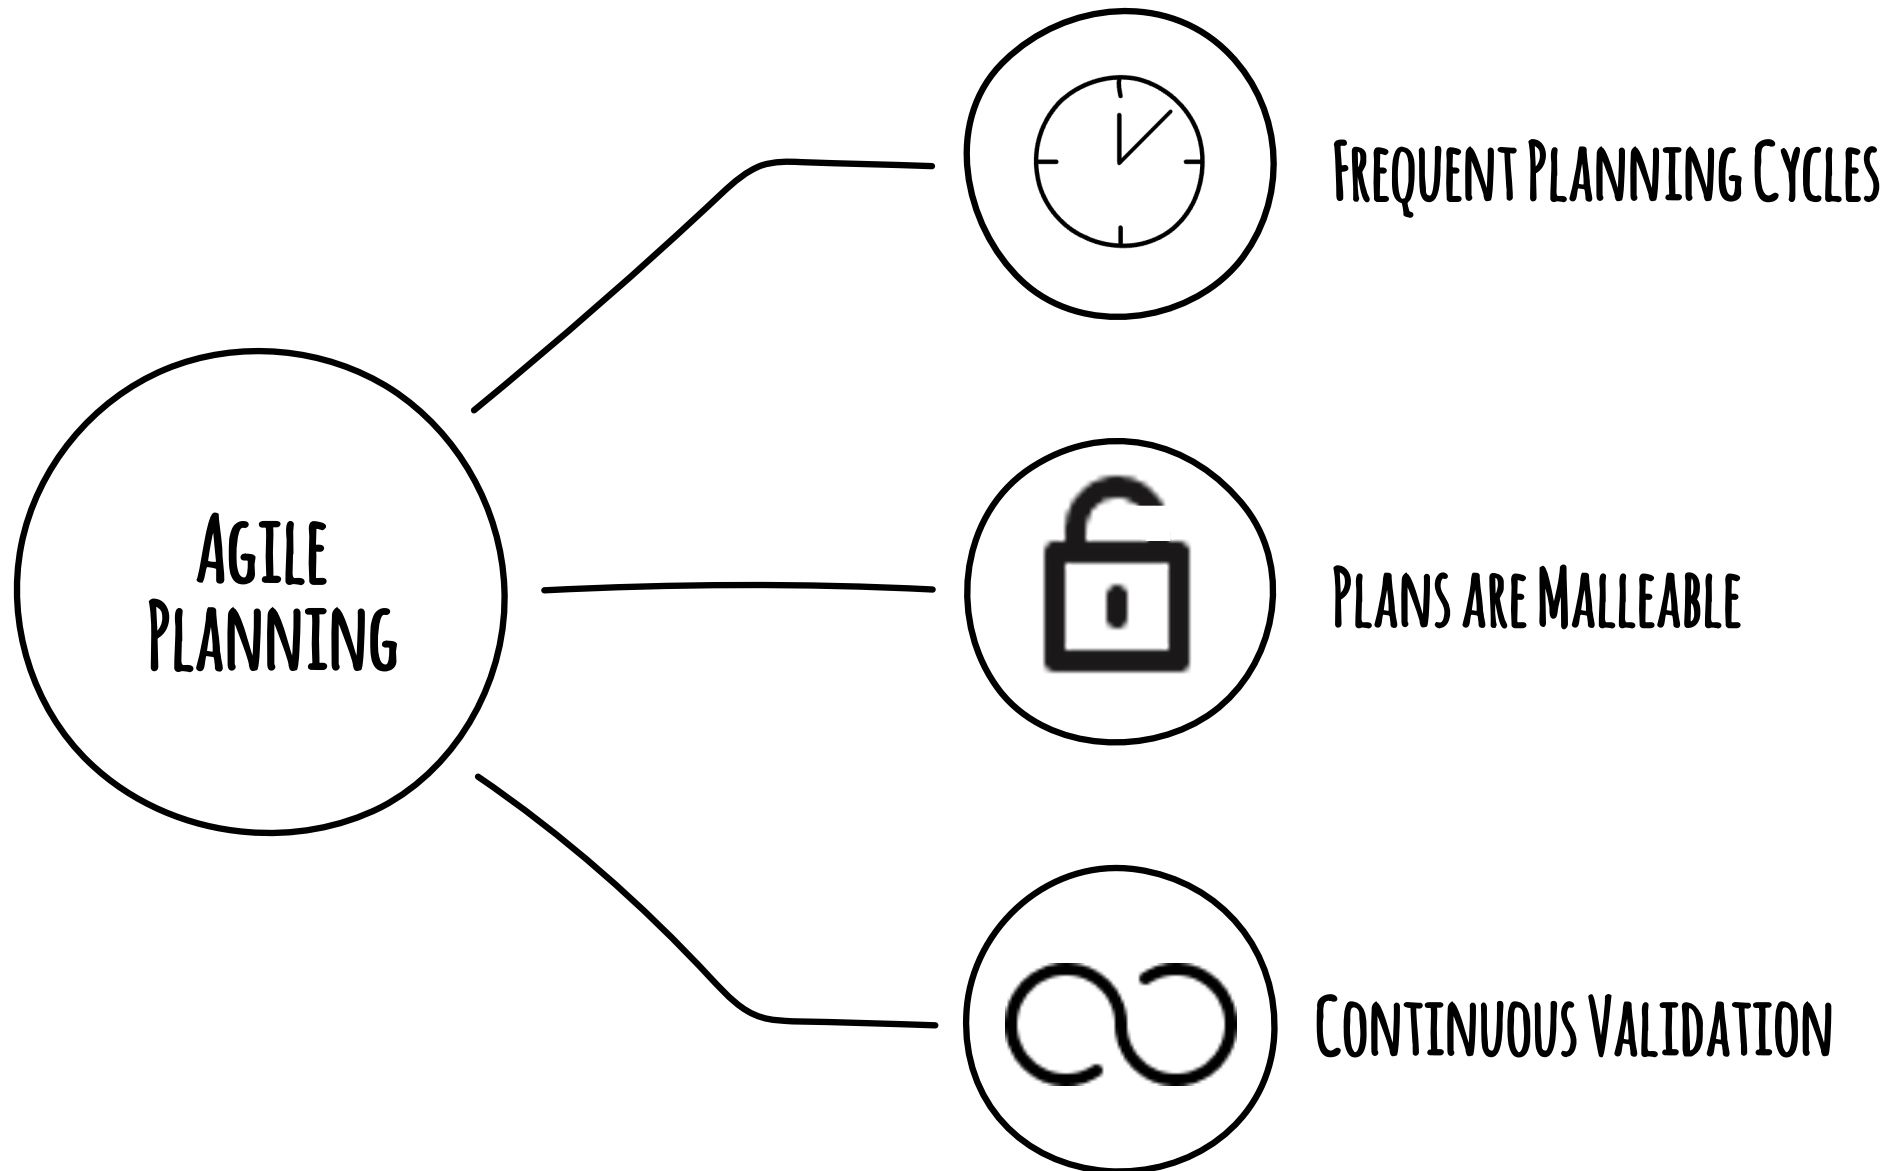 Agile
Planning
Frequent Planning Cycles
Plans are Malleable
Continuous Validation